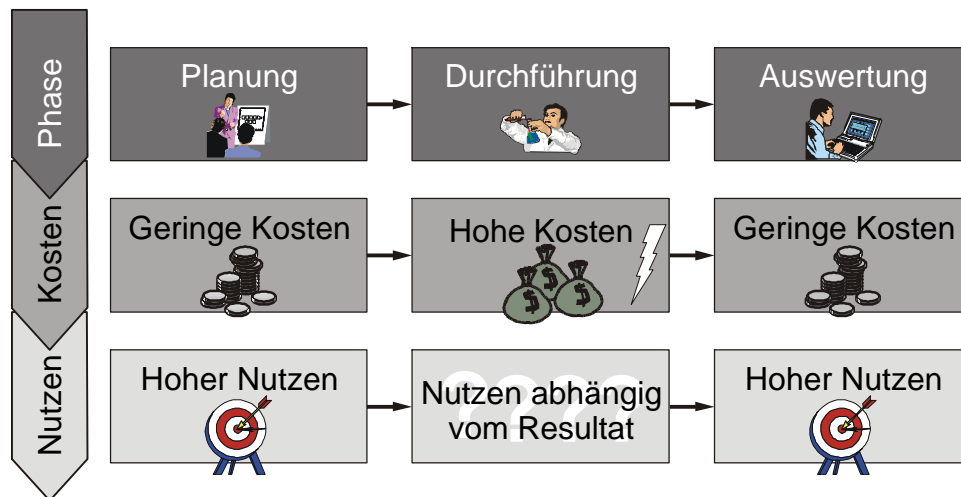 Phase
Planung
Durchführung
Auswertung
Kosten
Geringe Kosten
Hohe Kosten
$
$
$
Geringe Kosten
Nutzen
Hoher Nutzen
????
Nutzen abhängig
vom Resultat
Hoher Nutzen